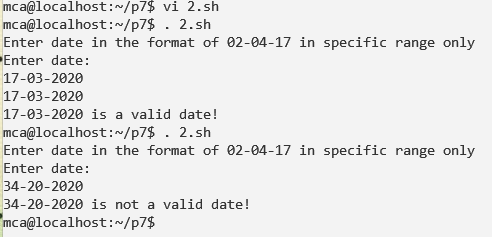 mca@localhost:~/p7$ vi 2.sh
mca@localhost:~/p7$ . 2.sh
Enter date in the format of 02-04-17 in specific range only
Enter date:
17-03-2020
17-03-2020
17-03-2020 is a valid date!
mca@localhost:~/p7$ . 2.sh
Enter date in the format of 02-04-17 in specific range only
Enter date:
34-20-2020
34-20-2020 is not a valid date!
mca@localhost:~/p7$